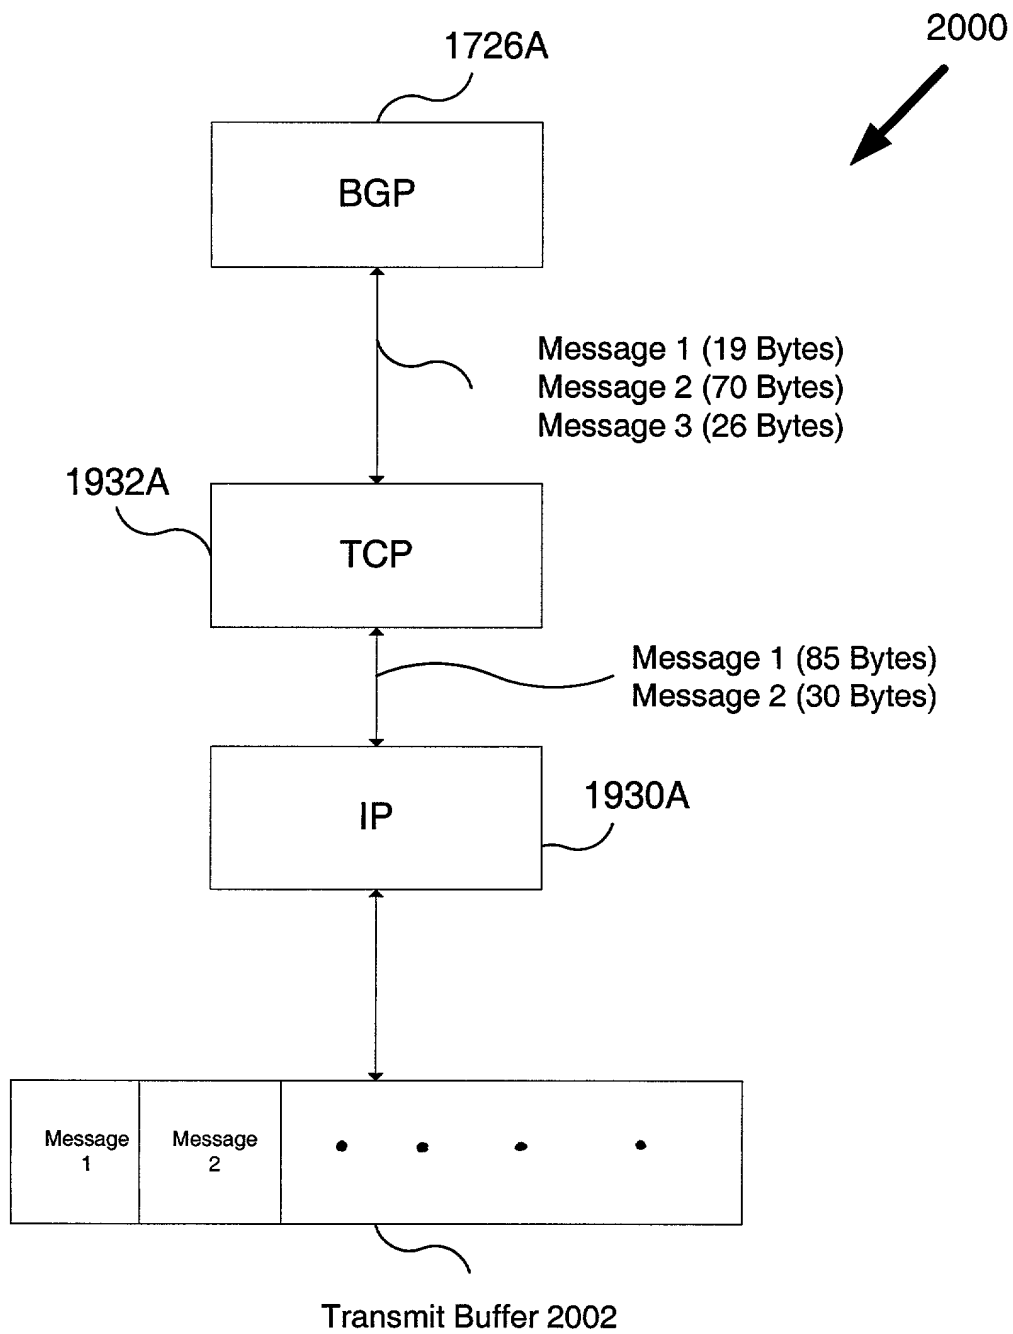 2000
1726A
BGP
Message 1 (19 Bytes)
Message 2 (70 Bytes)
Message 3 (26 Bytes)
1932A
TCP
Message 1 (85 Bytes)
Message 2 (30 Bytes)
1930A
IP
Message
1
Message
2
Transmit Buffer 2002